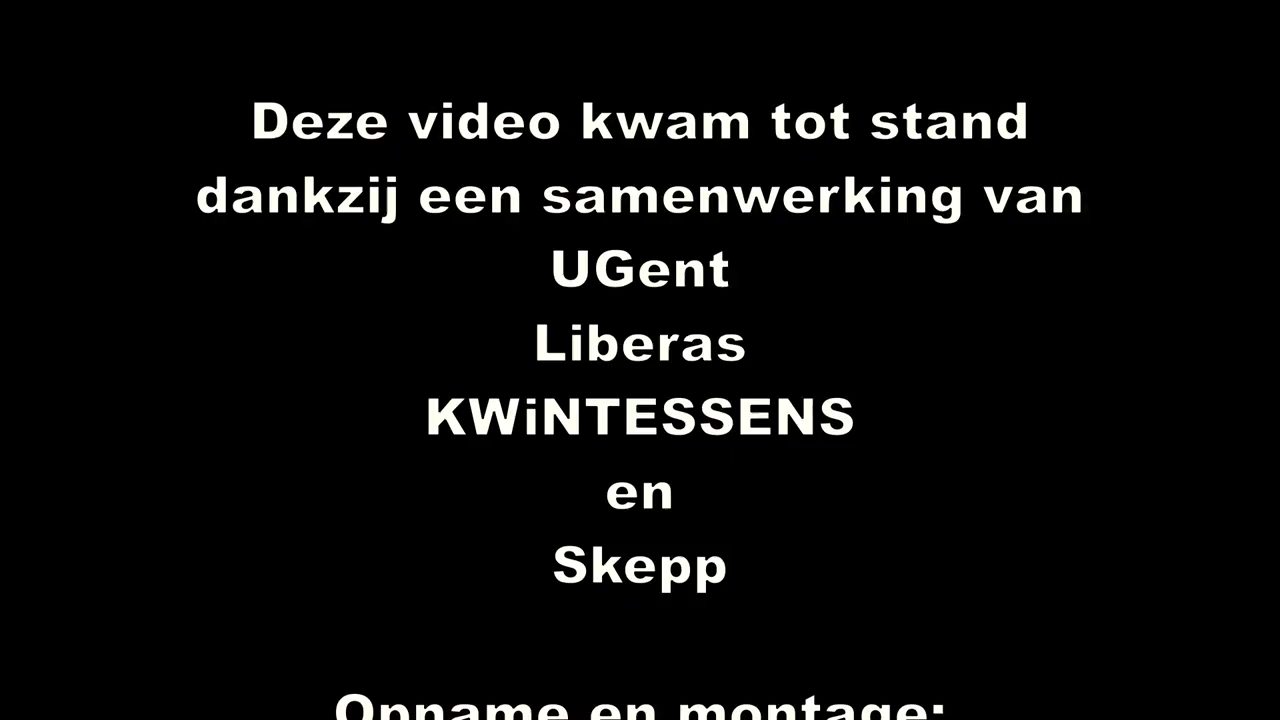 Deze video kwam tot stand
dankzij een samenwerking van
UGent
Liberas
KWiNTESSENS
en
Skepp
Opname en montage: